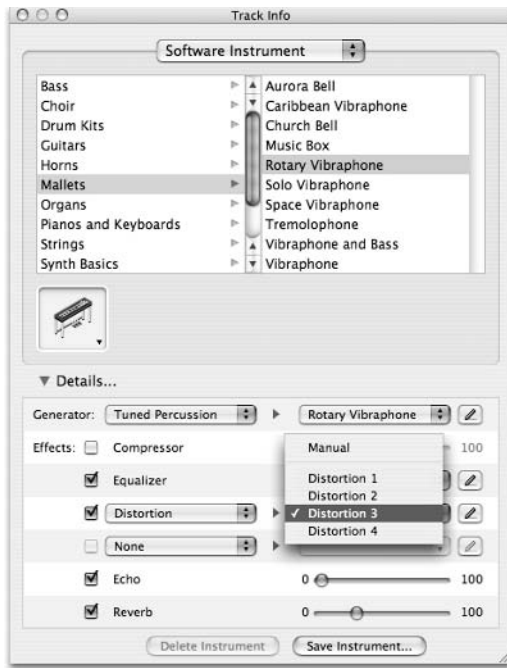 Track Info
Software Instrument
Bass
Choir
Drum Kits
Guitars
Horns
Mallets
Organs
Pianos and Keyboards
Strings
Synth Basics
Aurora Bell
Caribbean Vibraphone
Church Bell
Music Box
Rotary Vibraphone
Solo Vibraphone
Space Vibraphone
Tremolophone
Vibraphone and Bass
Vibraphone
Details...
Generator: Tuned Percussion Rotary Vibraphone
Effects: Compressor 100
Manual
Equalizer
Distortion 1
Distortion 2
Distortion Distortion 3
Distortion 4
None
Echo 0 100
Reverb 0 100
Delete Instrument Save Instrument...